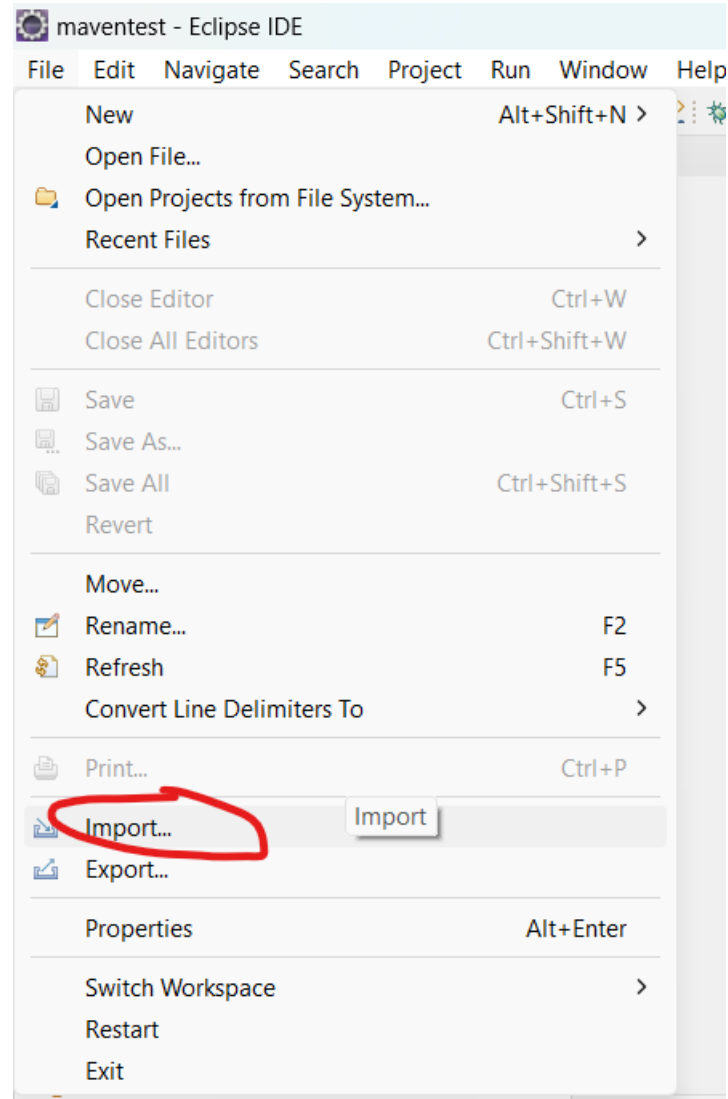 maventest - Eclipse IDE
File Edit Navigate Search Project Run Window Help
New Alt+Shift+N >
Open File...
Open Projects from File System...
Recent Files >
Close Editor Ctrl+W
Close All Editors Ctrl+Shift+W
Save Ctrl+S
Save As...
Save All Ctrl+Shift+S
Revert
Move...
Rename... F2
Refresh F5
Convert Line Delimiters To >
Print... Ctrl+P
Import... Import
Export...
Properties Alt+Enter
Switch Workspace >
Restart
Exit